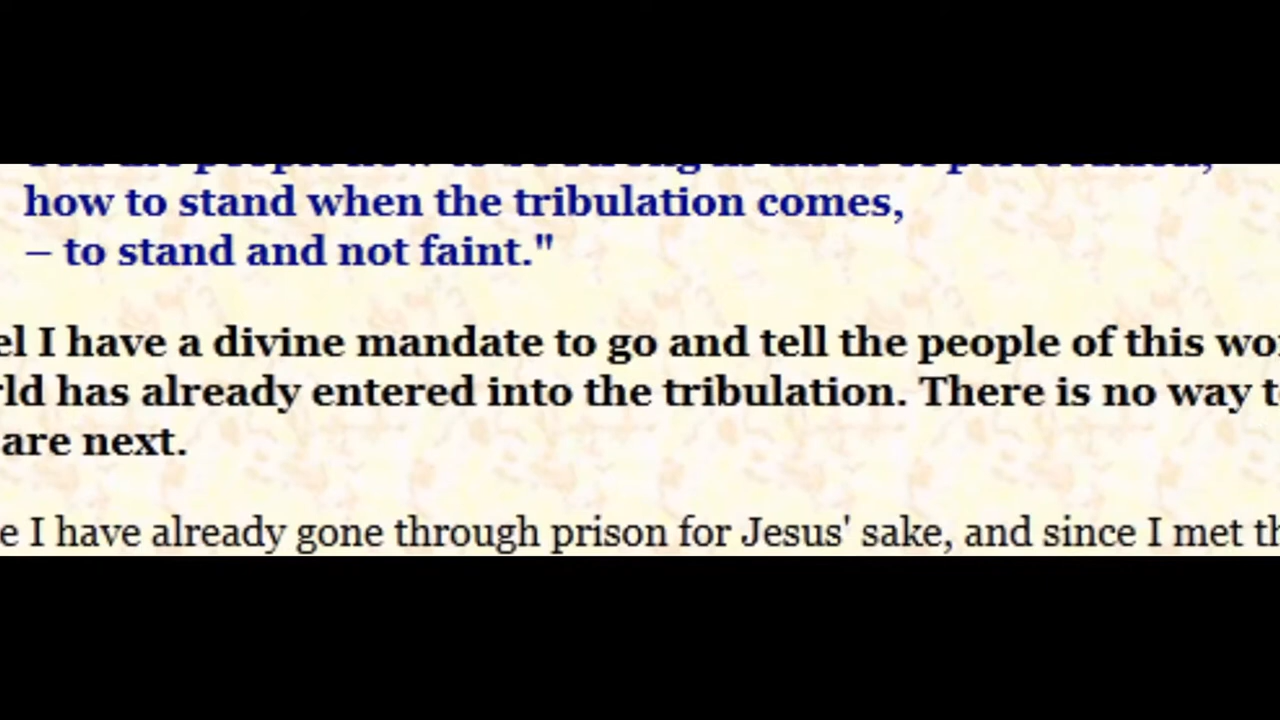 how to stand when the tribulation comes,
– to stand and not faint."
el I have a divine mandate to go and tell the people of this wo
rld has already entered into the tribulation. There is no way t
are next.
e I have already gone through prison for Jesus' sake, and since I met th